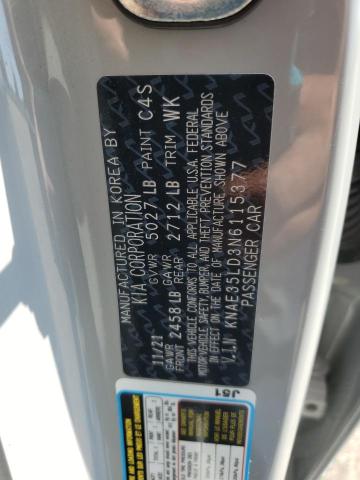 MANUFACTURED IN KOREA BY
KIA CORPORATION
GVWR 5027 LB PAINT C4S
11/21 GAWR
FRONT 2458 LB GAWR REAR 2712 LB TRIM WK
THIS VEHICLE CONFORMS TO ALL APPLICABLE U.S.A. FEDERAL
MOTOR VEHICLE SAFETY, BUMPER, AND THEFT PREVENTION STANDARDS
IN EFFECT ON THE DATE OF MANUFACTURE SHOWN ABOVE
V.I.N KNAE35LD3N6115377
PASSENGER CAR
J51